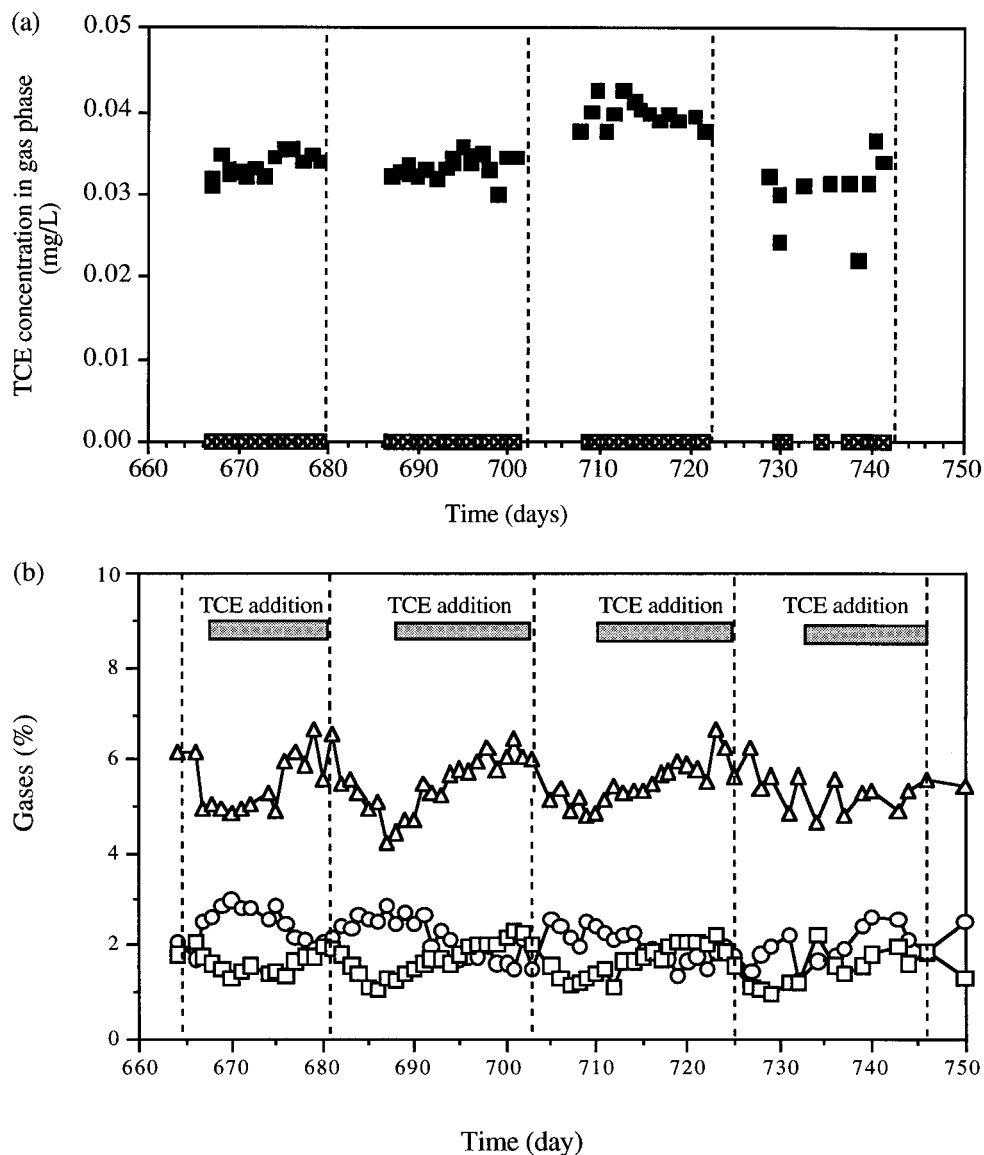 (a)
0.05
0.04
0.03
0.02
0.01
0.00
TCE concentration in gas phase
(mg/L)
660 670 680 690 700 710 720 730 740 750
Time (days)
(b)
10
8
6
4
2
0
Gases (%)
TCE addition TCE addition TCE addition TCE addition
660 670 680 690 700 710 720 730 740 750
Time (day)